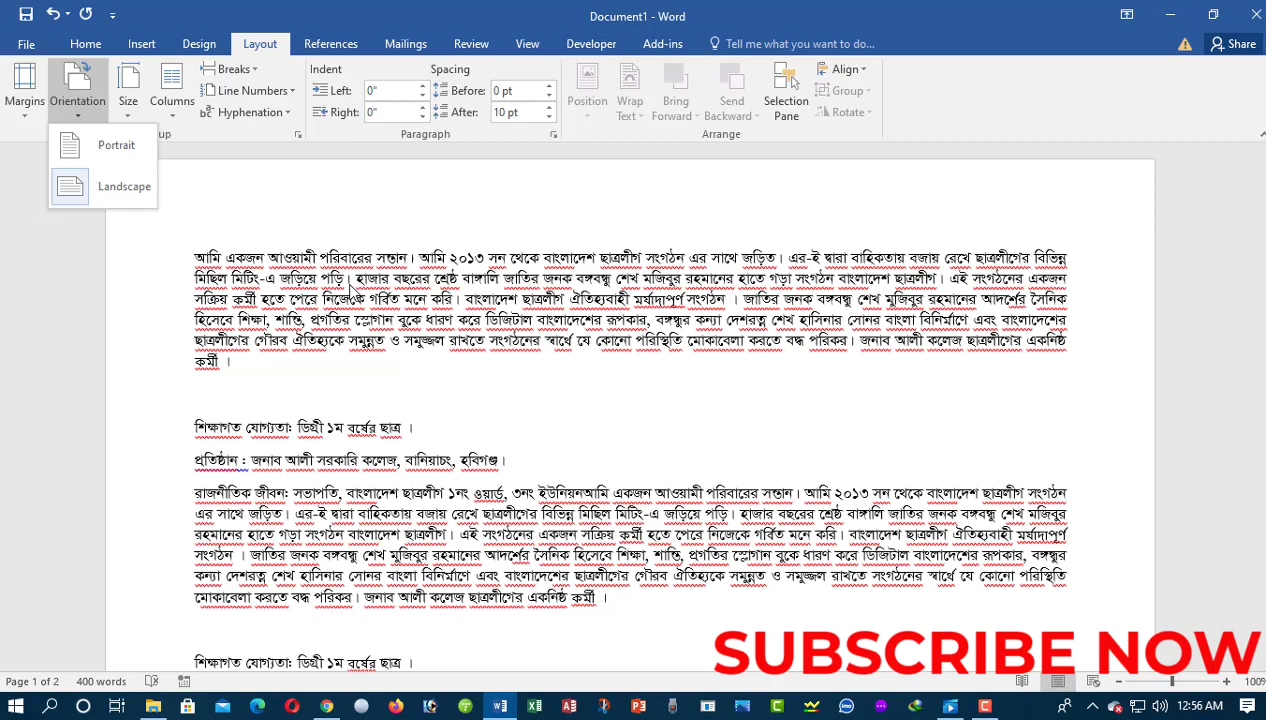 Document1 - Word
File Home Insert Design Layout References Mailings Review View Developer Add-ins Tell me what you want to do... Share
Margins Orientation Size Columns
Breaks
Line Numbers
Hyphenation
Indent Spacing
Left: 0" Before: 0 pt
Right: 0" After: 10 pt
Position Wrap Text Bring Forward Send Backward Selection Pane
Align
Group
Rotate
Paragraph Arrange
Portrait
Landscape
আমি একজন আওয়ামী পরিবারের সন্তান। আমি ২০১৩ সন থেকে বাংলাদেশ ছাত্রলীগ সংগঠন এর সাথে জড়িত। এর-ই দ্বারা বাহিকতায় বজায় রেখে ছাত্রলীগের বিভিন্ন
মিছিল মিটিং-এ জড়িয়ে পড়ি। হাজার বছরের শ্রেষ্ঠ বাঙ্গালি জাতির জনক বঙ্গবন্ধু শেখ মজিবুর রহমানের হাতে গড়া সংগঠন বাংলাদেশ ছাত্রলীগ। এই সংগঠনের একজন
সক্রিয় কর্মী হতে পেরে নিজেকে গর্বিত মনে করি। বাংলাদেশ ছাত্রলীগ ঐতিহ্যবাহী মর্যাদাপূর্ণ সংগঠন । জাতির জনক বঙ্গবন্ধু শেখ মুজিবুর রহমানের আদর্শের সৈনিক
হিসেবে শিক্ষা, শান্তি, প্রগতির স্লোগান বুকে ধারণ করে ডিজিটাল বাংলাদেশের রূপকার, বঙ্গবন্ধুর কন্যা দেশরত্ন শেখ হাসিনার সোনর বাংলা বিনির্মাণে এবং বাংলাদেশের
ছাত্রলীগের গৌরব ঐতিহ্যকে সমুন্নত ও সমুজ্জল রাখতে সংগঠনের স্বার্থে যে কোনো পরিস্থিতি মোকাবেলা করতে বদ্ধ পরিকর। জনাব আলী কলেজ ছাত্রলীগের একনিষ্ঠ
কর্মী ।
শিক্ষাগত যোগ্যতা: ডিগ্রী ১ম বর্ষের ছাত্র ।
প্রতিষ্ঠান : জনাব আলী সরকারি কলেজ, বানিয়াচং, হবিগঞ্জ।
রাজনীতিক জীবন: সভাপতি, বাংলাদেশ ছাত্রলীগ ১নং ওয়ার্ড, ৩নং ইউনিয়নআমি একজন আওয়ামী পরিবারের সন্তান। আমি ২০১৩ সন থেকে বাংলাদেশ ছাত্রলীগ সংগঠন
এর সাথে জড়িত। এর-ই দ্বারা বাহিকতায় বজায় রেখে ছাত্রলীগের বিভিন্ন মিছিল মিটিং-এ জড়িয়ে পড়ি। হাজার বছরের শ্রেষ্ঠ বাঙ্গালি জাতির জনক বঙ্গবন্ধু শেখ মজিবুর
রহমানের হাতে গড়া সংগঠন বাংলাদেশ ছাত্রলীগ। এই সংগঠনের একজন সক্রিয় কর্মী হতে পেরে নিজেকে গর্বিত মনে করি। বাংলাদেশ ছাত্রলীগ ঐতিহ্যবাহী মর্যাদাপূর্ণ
সংগঠন । জাতির জনক বঙ্গবন্ধু শেখ মুজিবুর রহমানের আদর্শের সৈনিক হিসেবে শিক্ষা, শান্তি, প্রগতির স্লোগান বুকে ধারণ করে ডিজিটাল বাংলাদেশের রূপকার, বঙ্গবন্ধুর
কন্যা দেশরত্ন শেখ হাসিনার সোনর বাংলা বিনির্মাণে এবং বাংলাদেশের ছাত্রলীগের গৌরব ঐতিহ্যকে সমুন্নত ও সমুজ্জল রাখতে সংগঠনের স্বার্থে যে কোনো পরিস্থিতি
মোকাবেলা করতে বদ্ধ পরিকর। জনাব আলী কলেজ ছাত্রলীগের একনিষ্ঠ কর্মী ।
শিক্ষাগত যোগ্যতা: ডিগ্রী ১ম বর্ষের ছাত্র ।
SUBSCRIBE NOW
Page 1 of 2 400 words 100%
12:56 AM